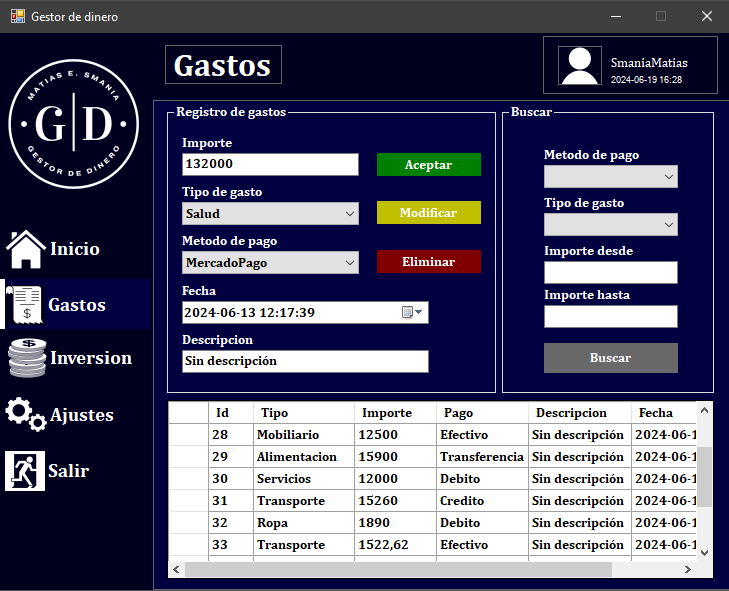 Gestor de dinero
MATIAS E. SMANIA
G D
GESTOR DE DINERO
Inicio
Gastos
Inversion
Ajustes
Salir
Gastos
SmaniaMatias
2024-06-19 16:28
Registro de gastos
Importe
132000
Aceptar
Tipo de gasto
Salud
Modificar
Metodo de pago
MercadoPago
Eliminar
Fecha
2024-06-13 12:17:39
Descripcion
Sin descripción
Buscar
Metodo de pago
Tipo de gasto
Importe desde
Importe hasta
Buscar
Id Tipo Importe Pago Descripcion Fecha
28 Mobiliario 12500 Efectivo Sin descripción 2024-06-1
29 Alimentacion 15900 Transferencia Sin descripción 2024-06-1
30 Servicios 12000 Debito Sin descripción 2024-06-1
31 Transporte 15260 Credito Sin descripción 2024-06-1
32 Ropa 1890 Debito Sin descripción 2024-06-1
33 Transporte 1522,62 Efectivo Sin descripción 2024-06-1